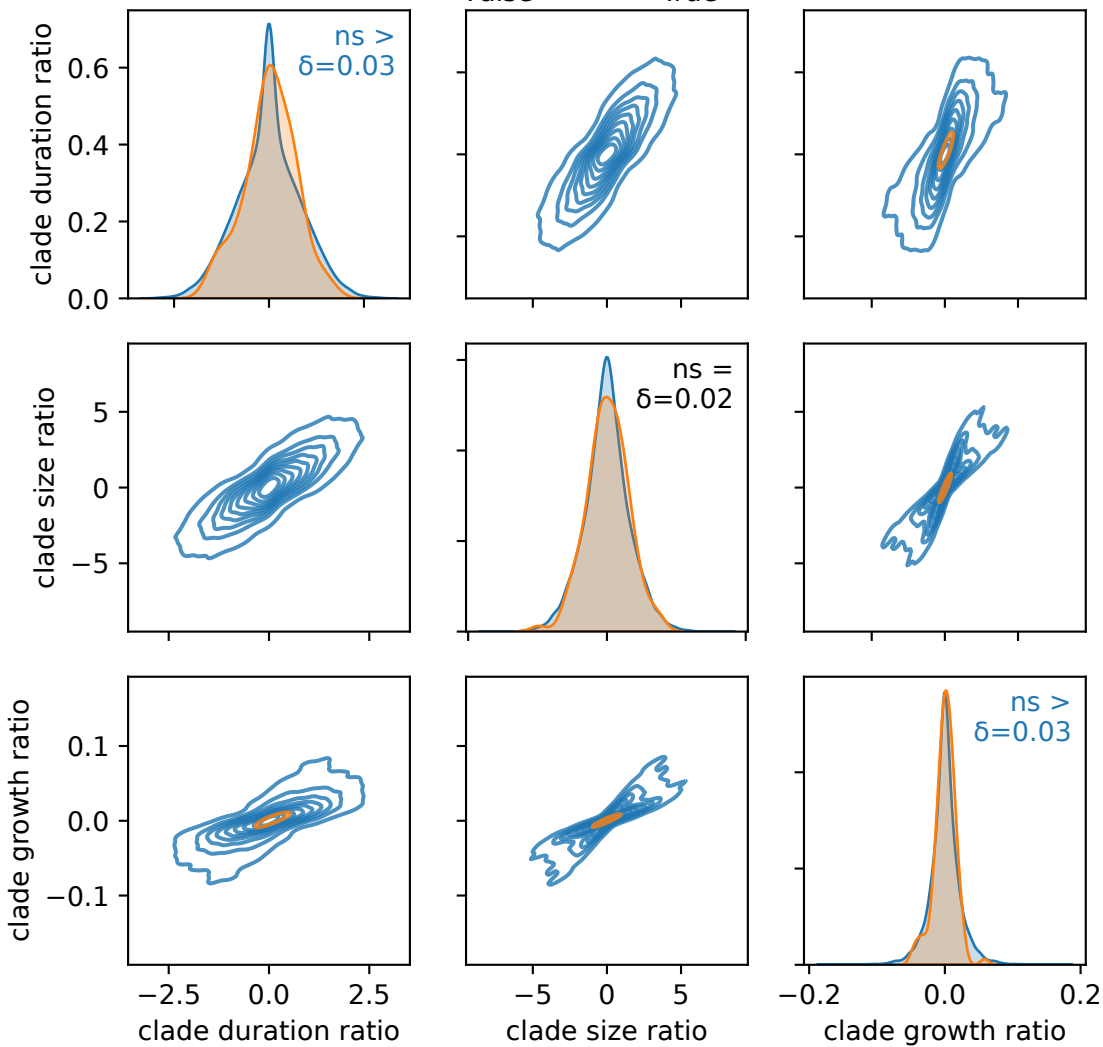 False True
clade duration ratio
0.6
0.4
0.2
0.0
ns >
δ=0.03
clade size ratio
5
0
−5
ns =
δ=0.02
clade growth ratio
0.1
0.0
−0.1
ns >
δ=0.03
−2.5 0.0 2.5
−5 0 5
−0.2 0.0 0.2
clade duration ratio
clade size ratio
clade growth ratio